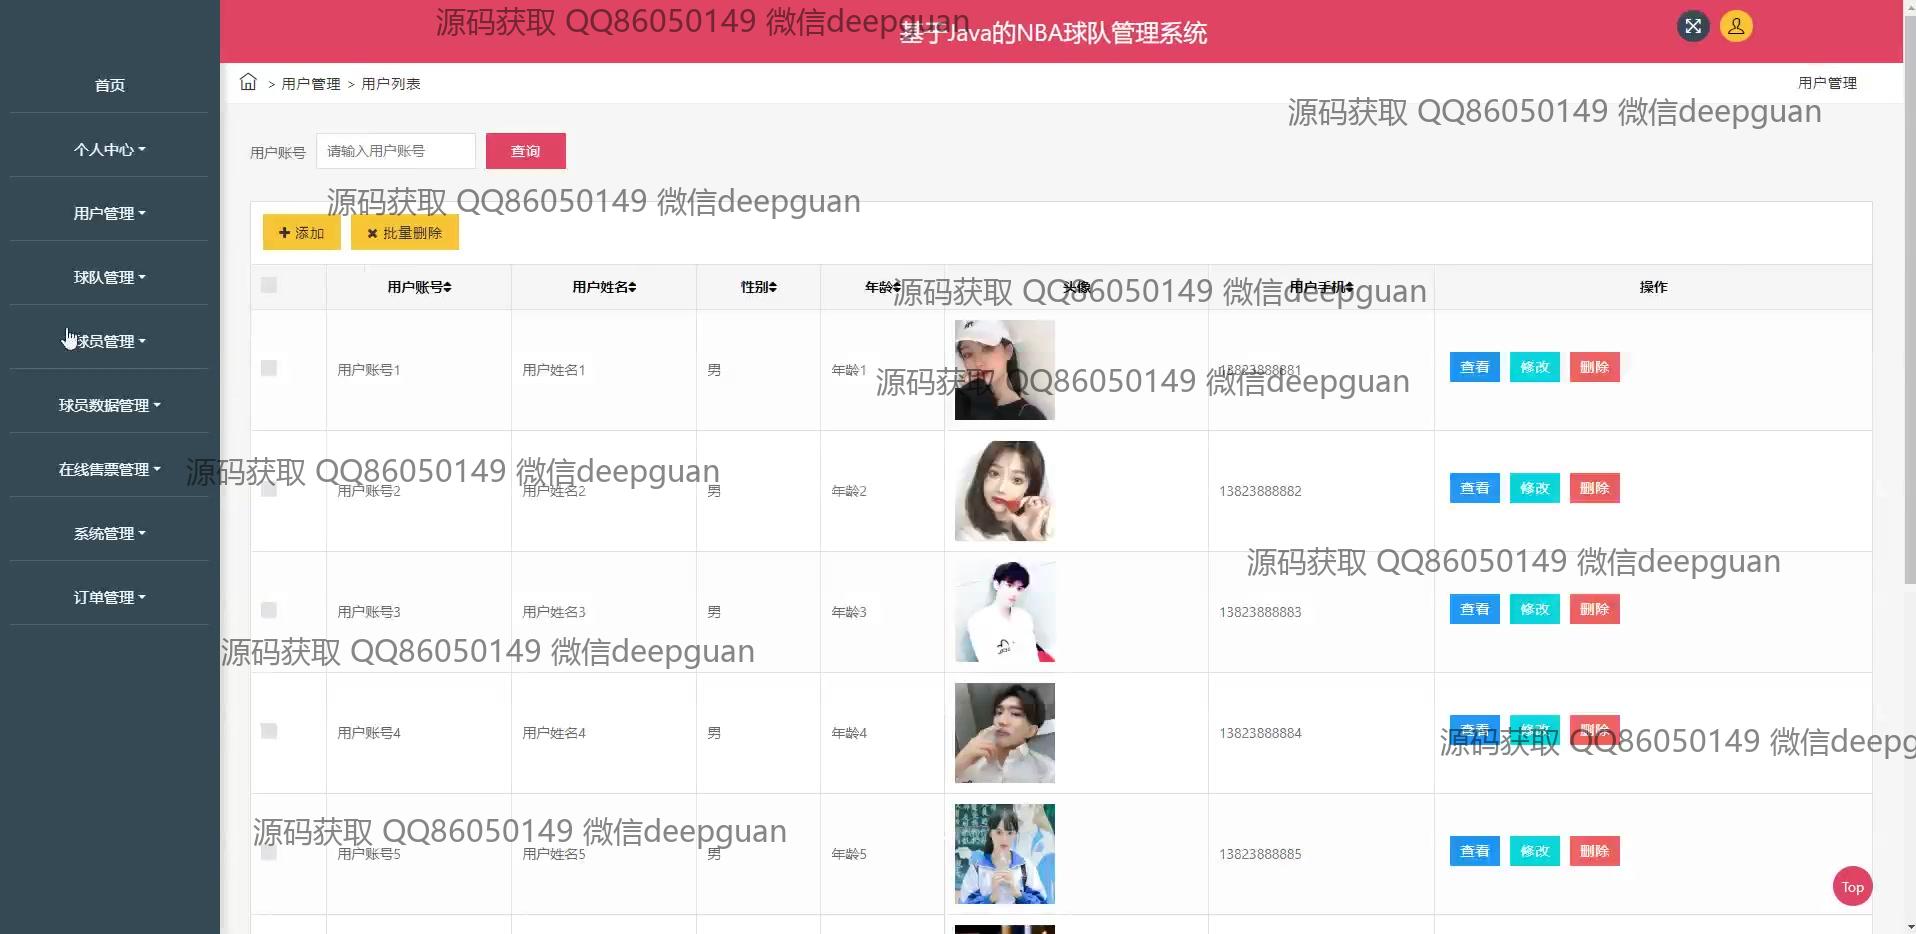 源码获取 QQ86050149 微信deepguan
基于Java的NBA球队管理系统
首页
个人中心
用户管理
球队管理
球员管理
球员数据管理
在线售票管理
系统管理
订单管理
> 用户管理 > 用户列表
用户管理
源码获取 QQ86050149 微信deepguan
用户账号 请输入用户账号 查询
源码获取 QQ86050149 微信deepguan
添加 批量删除
用户账号 用户姓名 性别 年龄 头像 用户手机 操作
源码获取 QQ86050149 微信deepguan
用户账号1 用户姓名1 男 年龄1 13823888881 查看 修改 删除
源码获取 QQ86050149 微信deepguan
源码获取 QQ86050149 微信deepguan
用户账号2 用户姓名2 男 年龄2 13823888882 查看 修改 删除
源码获取 QQ86050149 微信deepguan
用户账号3 用户姓名3 男 年龄3 13823888883 查看 修改 删除
源码获取 QQ86050149 微信deepguan
用户账号4 用户姓名4 男 年龄4 13823888884 查看 修改 删除
源码获取 QQ86050149 微信deepg
源码获取 QQ86050149 微信deepguan
用户账号5 用户姓名5 男 年龄5 13823888885 查看 修改 删除
Top